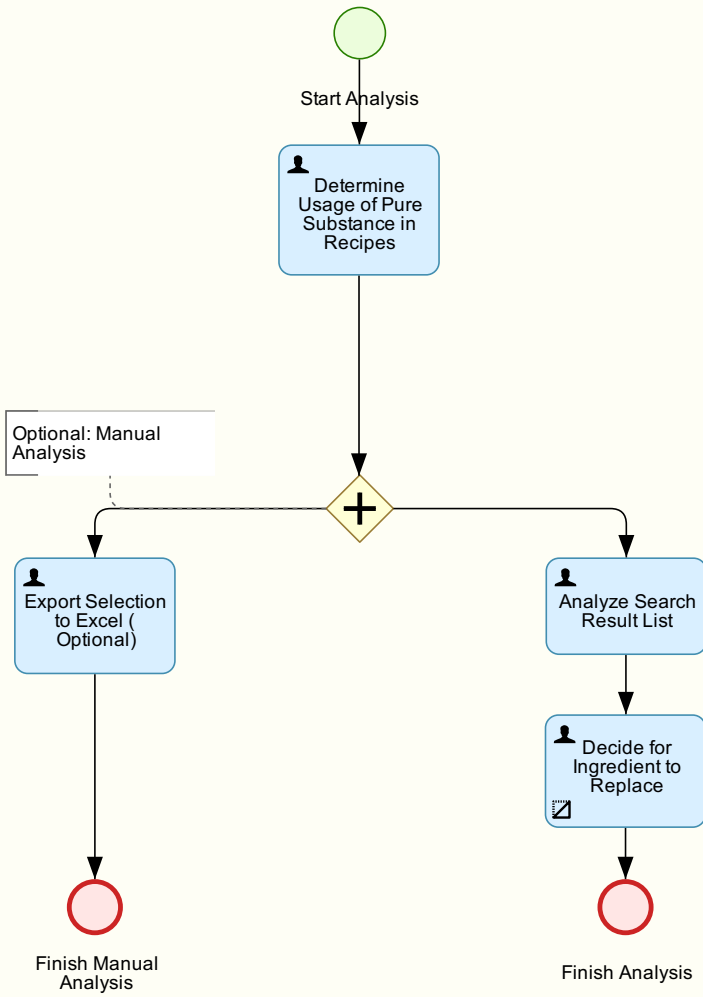 Start Analysis
Determine
Usage of Pure
Substance in
Recipes
Optional: Manual
Analysis
Export Selection
to Excel (
Optional)
Analyze Search
Result List
Decide for
Ingredient to
Replace
Finish Manual
Analysis
Finish Analysis